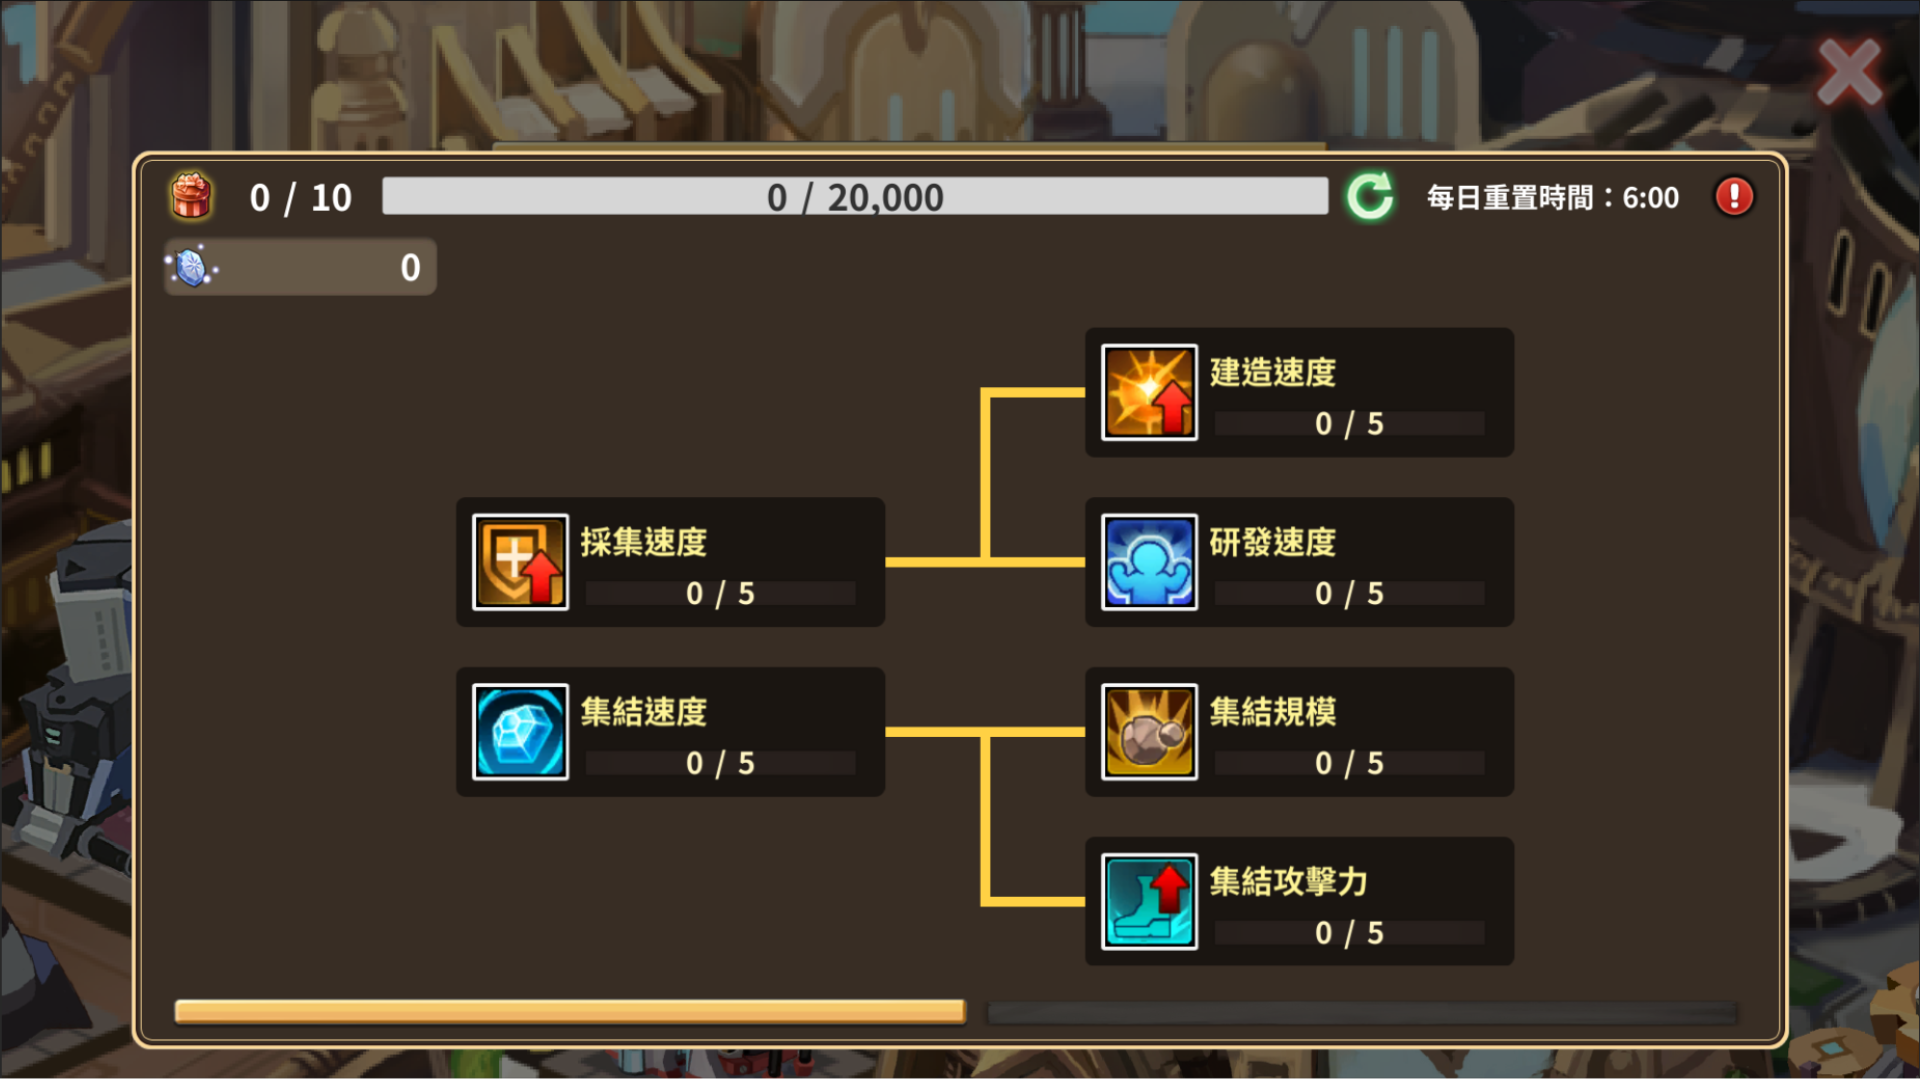 0 / 10
0 / 20,000
每日重置時間：6:00
0
建造速度
0 / 5
採集速度
0 / 5
研發速度
0 / 5
集結速度
0 / 5
集結規模
0 / 5
集結攻擊力
0 / 5